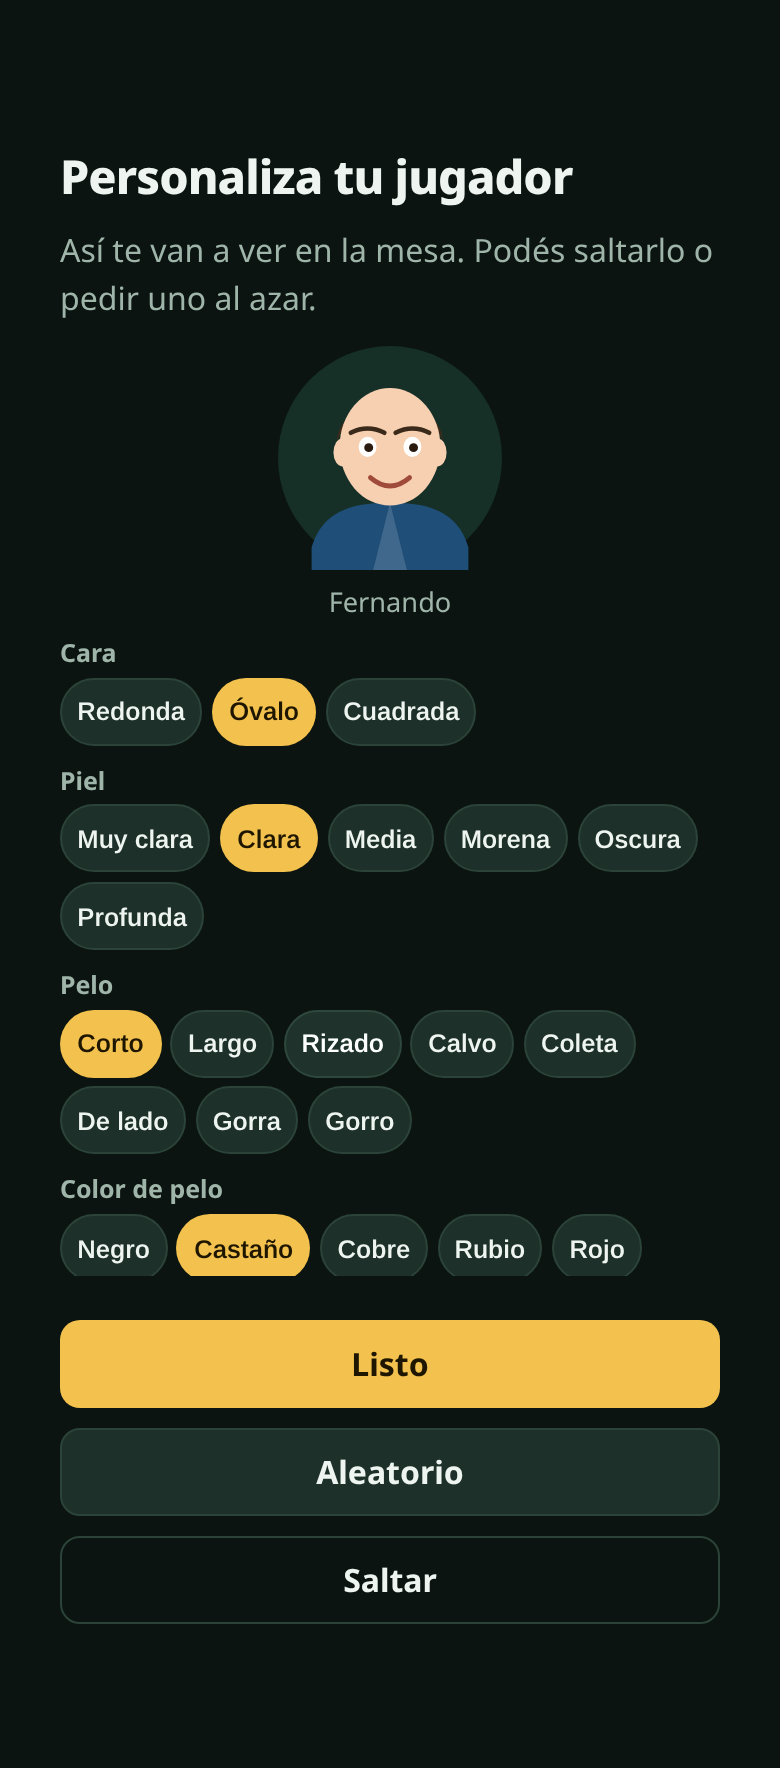 Personaliza tu jugador
Así te van a ver en la mesa. Podés saltarlo o
pedir uno al azar.
Fernando
Cara
Redonda Óvalo Cuadrada
Piel
Muy clara Clara Media Morena Oscura
Profunda
Pelo
Corto Largo Rizado Calvo Coleta
De lado Gorra Gorro
Color de pelo
Negro Castaño Cobre Rubio Rojo
Listo
Aleatorio
Saltar